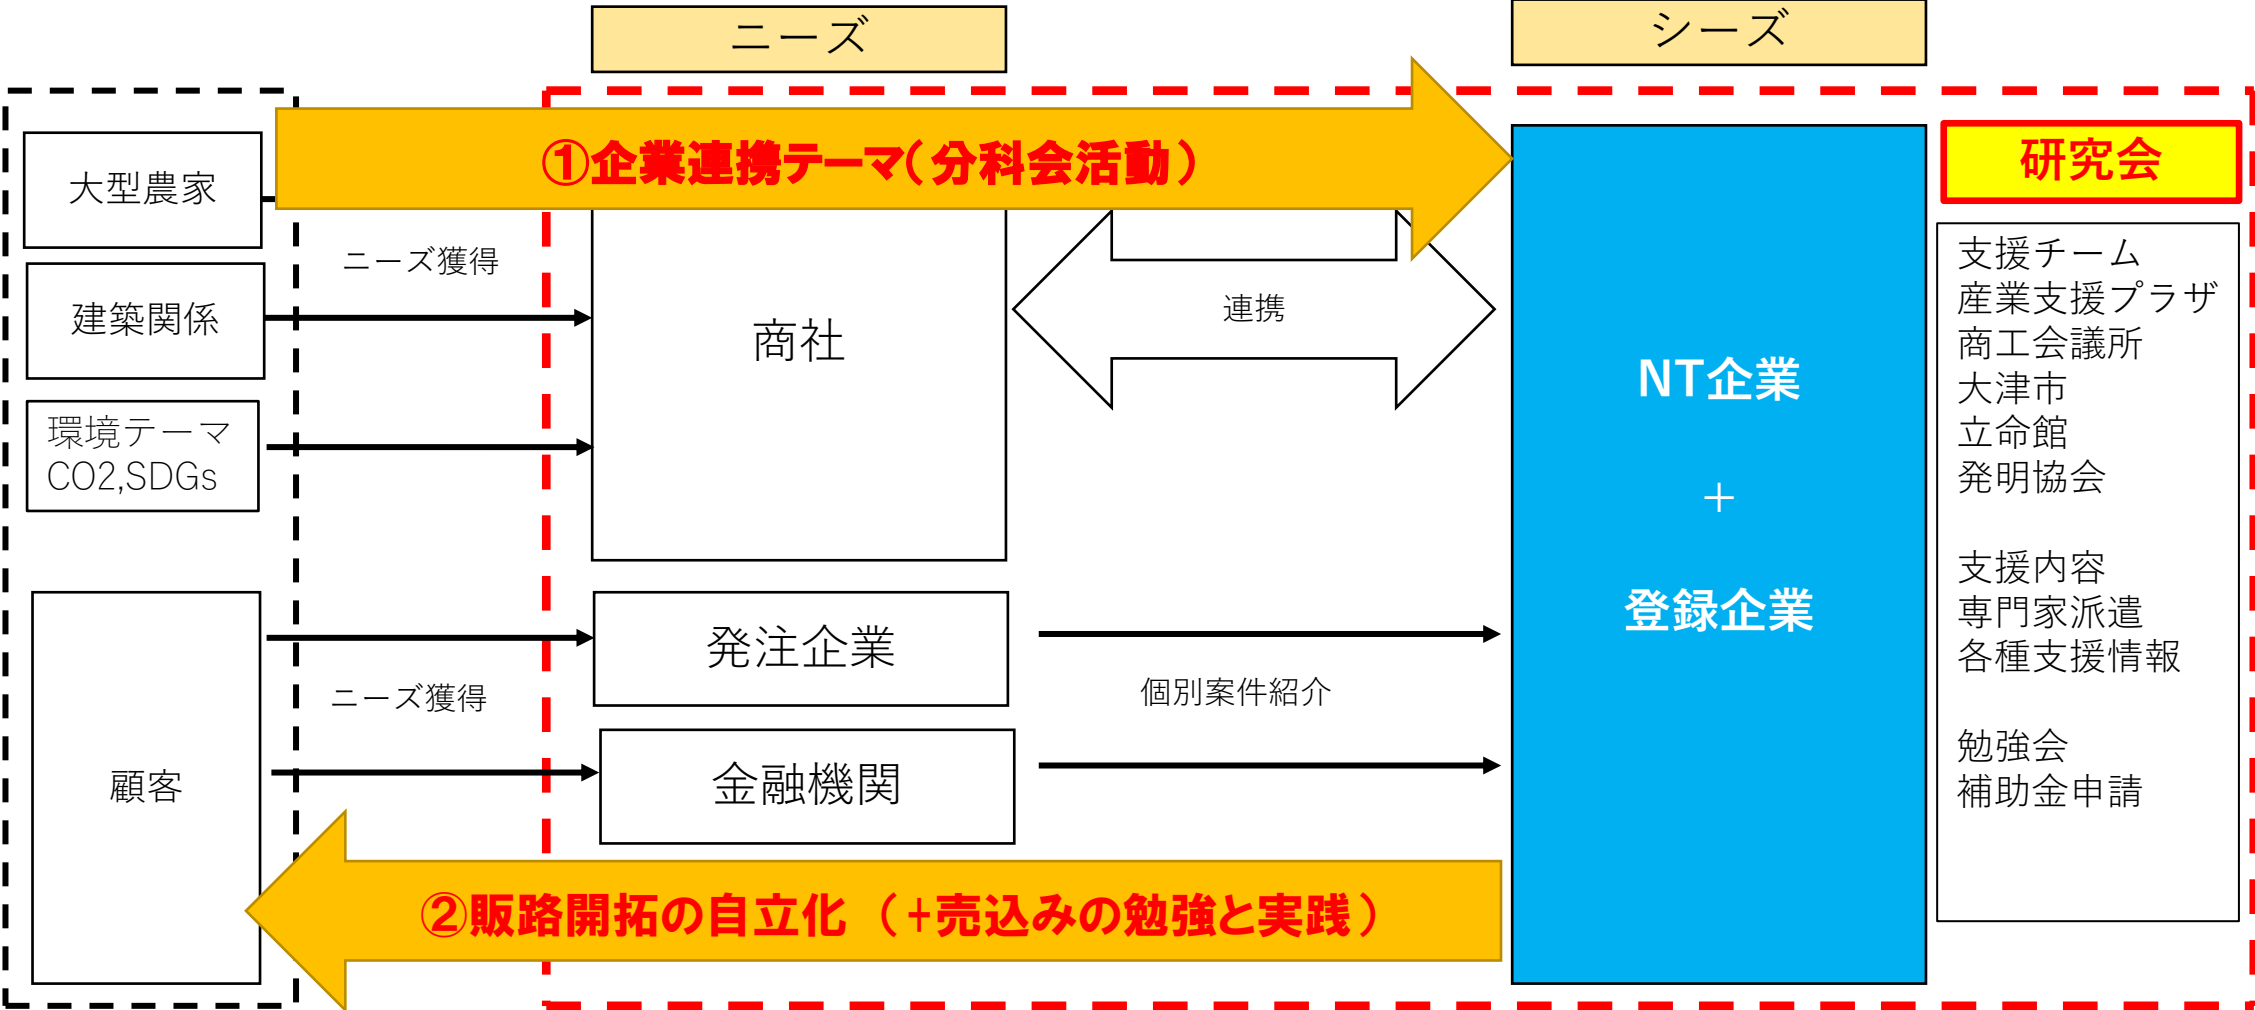 ニーズ
シーズ
①企業連携テーマ(分科会活動)
研究会
大型農家
ニーズ獲得
建築関係
商社
連携
環境テーマ
CO2,SDGs
NT企業
+
登録企業
支援チーム
産業支援プラザ
商工会議所
大津市
立命館
発明協会
支援内容
専門家派遣
各種支援情報
勉強会
補助金申請
発注企業
ニーズ獲得
個別案件紹介
顧客
金融機関
②販路開拓の自立化 (+売込みの勉強と実践)